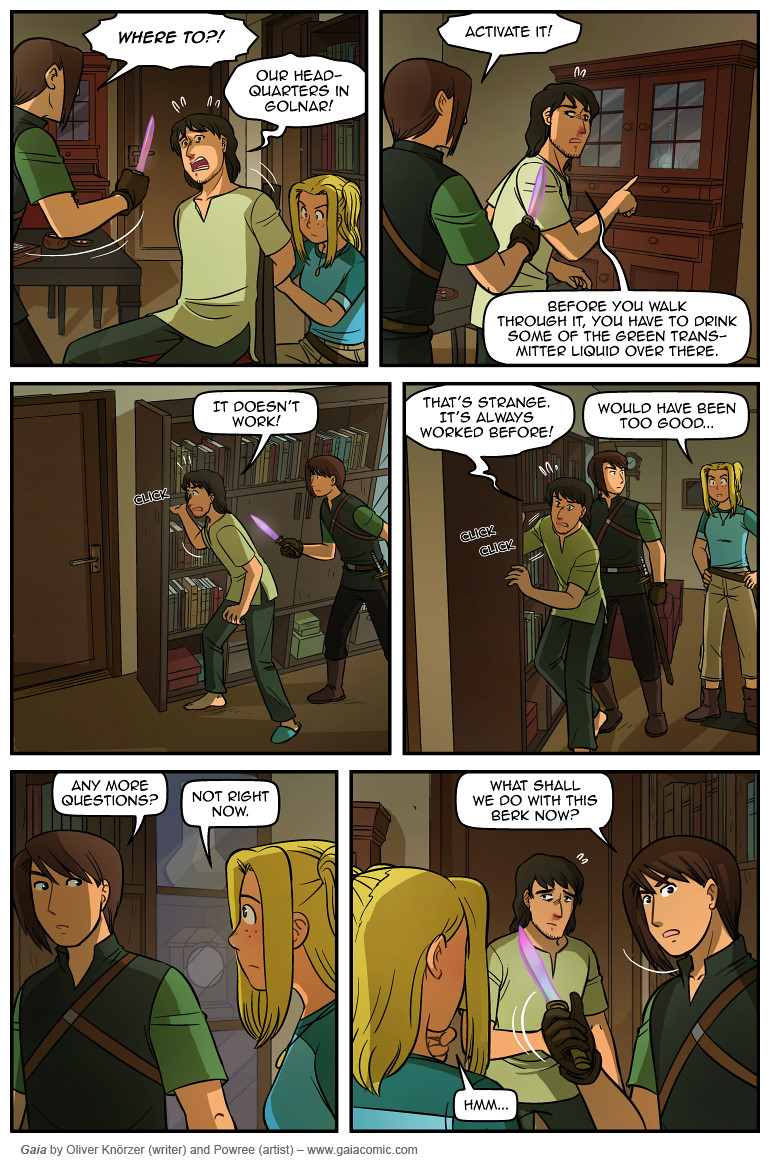 WHERE TO?!
OUR HEAD-
QUARTERS IN
GOLNAR!
ACTIVATE IT!
BEFORE YOU WALK
THROUGH IT, YOU HAVE TO DRINK
SOME OF THE GREEN TRANS-
MITTER LIQUID OVER THERE.
IT DOESN'T
WORK!
CLICK
THAT'S STRANGE.
IT'S ALWAYS
WORKED BEFORE!
WOULD HAVE BEEN
TOO GOOD...
CLICK
CLICK
ANY MORE
QUESTIONS?
NOT RIGHT
NOW.
WHAT SHALL
WE DO WITH THIS
BERK NOW?
HMM...
Gaia by Oliver Knörzer (writer) and Powree (artist) – www.gaiacomic.com